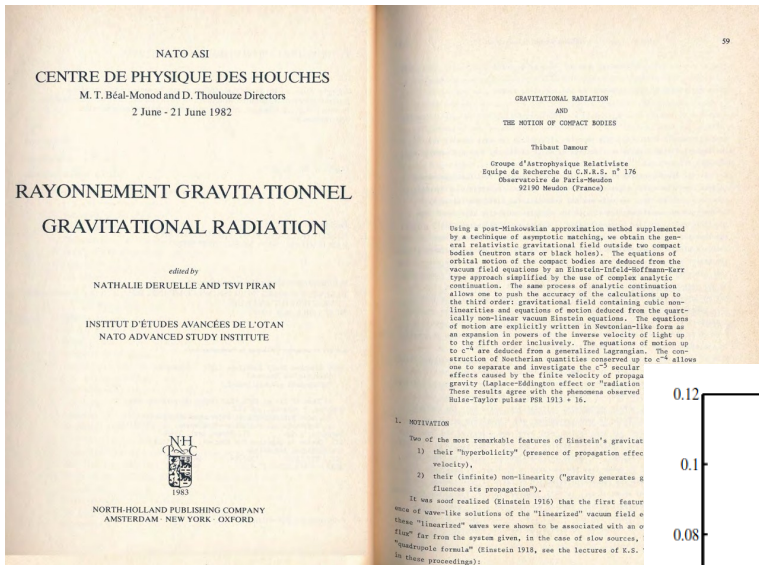 NATO ASI
CENTRE DE PHYSIQUE DES HOUCHES
M. T. Béal-Monod and D. Thoulouze Directors
2 June - 21 June 1982
RAYONNEMENT GRAVITATIONNEL
GRAVITATIONAL RADIATION
edited by
NATHALIE DERUELLE AND TSVI PIRAN
INSTITUT D'ÉTUDES AVANCÉES DE L'OTAN
NATO ADVANCED STUDY INSTITUTE
1983
NORTH-HOLLAND PUBLISHING COMPANY
AMSTERDAM · NEW YORK · OXFORD
59
GRAVITATIONAL RADIATION
AND
THE MOTION OF COMPACT BODIES
Thibaut Damour
Groupe d'Astrophysique Relativiste
Equipe de Recherche du C.N.R.S. n° 176
Observatoire de Paris-Meudon
92190 Meudon (France)
Using a post-Minkowskian approximation method supplemented
by a technique of asymptotic matching, we obtain the gen-
eral relativistic gravitational field outside two compact
bodies (neutron stars or black holes). The equations of
orbital motion of the compact bodies are deduced from the
vacuum field equations by an Einstein-Infeld-Hoffmann-Kerr
type approach simplified by the use of complex analytic
continuation. The same process of analytic continuation
allows one to push the accuracy of the calculations up to
the third order: gravitational field containing cubic non-
linearities and equations of motion deduced from the quart-
ically non-linear vacuum Einstein equations. The equations
of motion are explicitly written in Newtonian-like form as
an expansion in powers of the inverse velocity of light up
to the fifth order inclusively. The equations of motion up
to c⁻⁴ are deduced from a generalized Lagrangian. The con-
struction of Noetherian quantities conserved up to c⁻⁴ allows
one to separate and investigate the c⁻⁵ secular
effects caused by the finite velocity of propaga
gravity (Laplace-Eddington effect or "radiation
These results agree with the phenomena observed
Hulse-Taylor pulsar PSR 1913 + 16.
1. MOTIVATION
Two of the most remarkable features of Einstein's gravitat
1) their "hyperbolicity" (presence of propagation effec
velocity),
2) their (infinite) non-linearity ("gravity generates g
fluences its propagation").
It was soon realized (Einstein 1916) that the first featur
ence of wave-like solutions of the "linearized" vacuum field e
these "linearized" waves were shown to be associated with an o
flux" far from the system given, in the case of slow sources,
"quadrupole formula" (Einstein 1918, see the lectures of K.S.
in these proceedings):
0.12
0.1
0.08